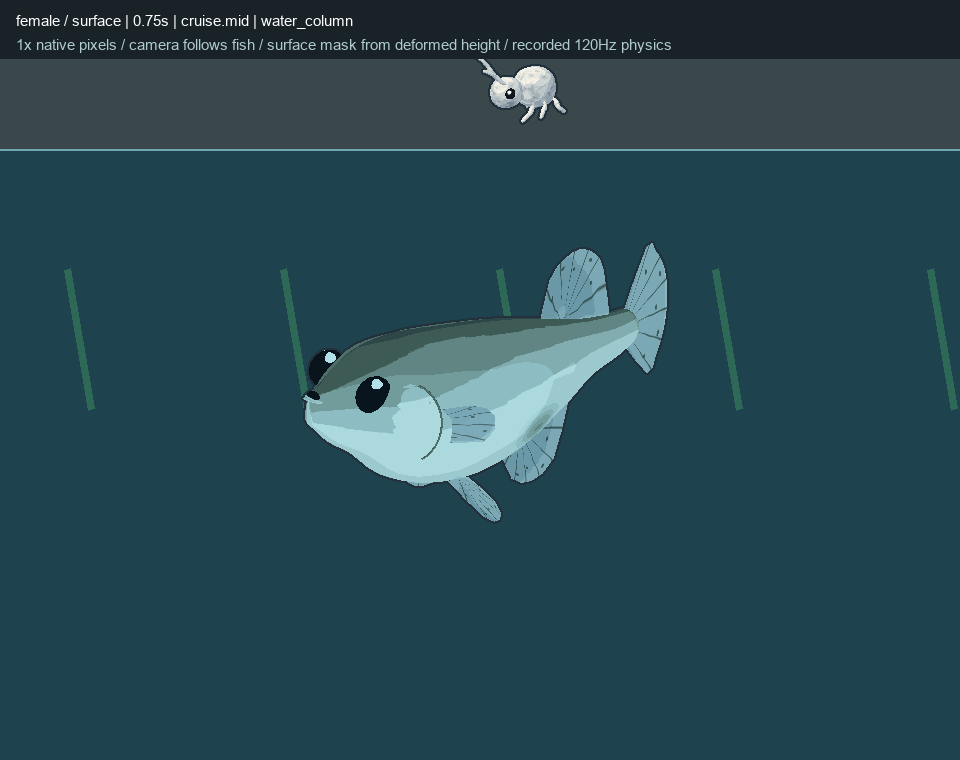 female / surface | 0.75s | cruise.mid | water_column
1x native pixels / camera follows fish / surface mask from deformed height / recorded 120Hz physics